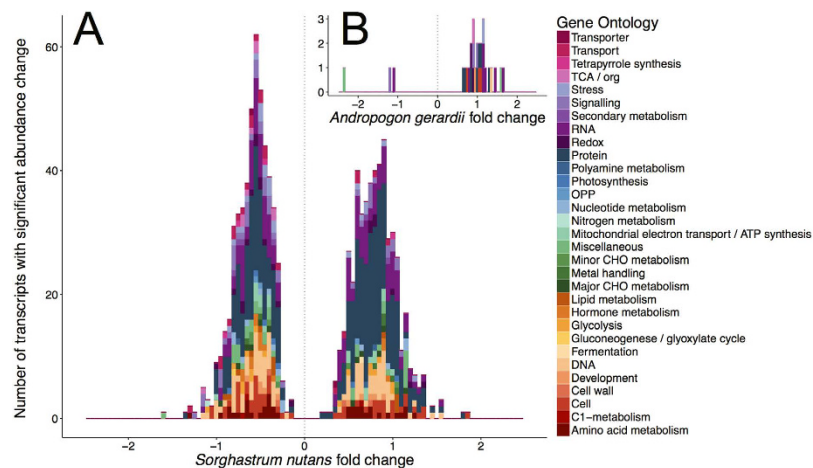 A
B
Number of transcripts with significant abundance change
60
40
20
0
-2
-1
0
1
2
Sorghastrum nutans fold change
3
2
1
0
-2
-1
0
1
2
Andropogon gerardii fold change
Gene Ontology
Transporter
Transport
Tetrapyrrole synthesis
TCA / org
Stress
Signalling
Secondary metabolism
RNA
Redox
Protein
Polyamine metabolism
Photosynthesis
OPP
Nucleotide metabolism
Nitrogen metabolism
Mitochondrial electron transport / ATP synthesis
Miscellaneous
Minor CHO metabolism
Metal handling
Major CHO metabolism
Lipid metabolism
Hormone metabolism
Glycolysis
Gluconeogenese / glyoxylate cycle
Fermentation
DNA
Development
Cell wall
Cell
C1-metabolism
Amino acid metabolism